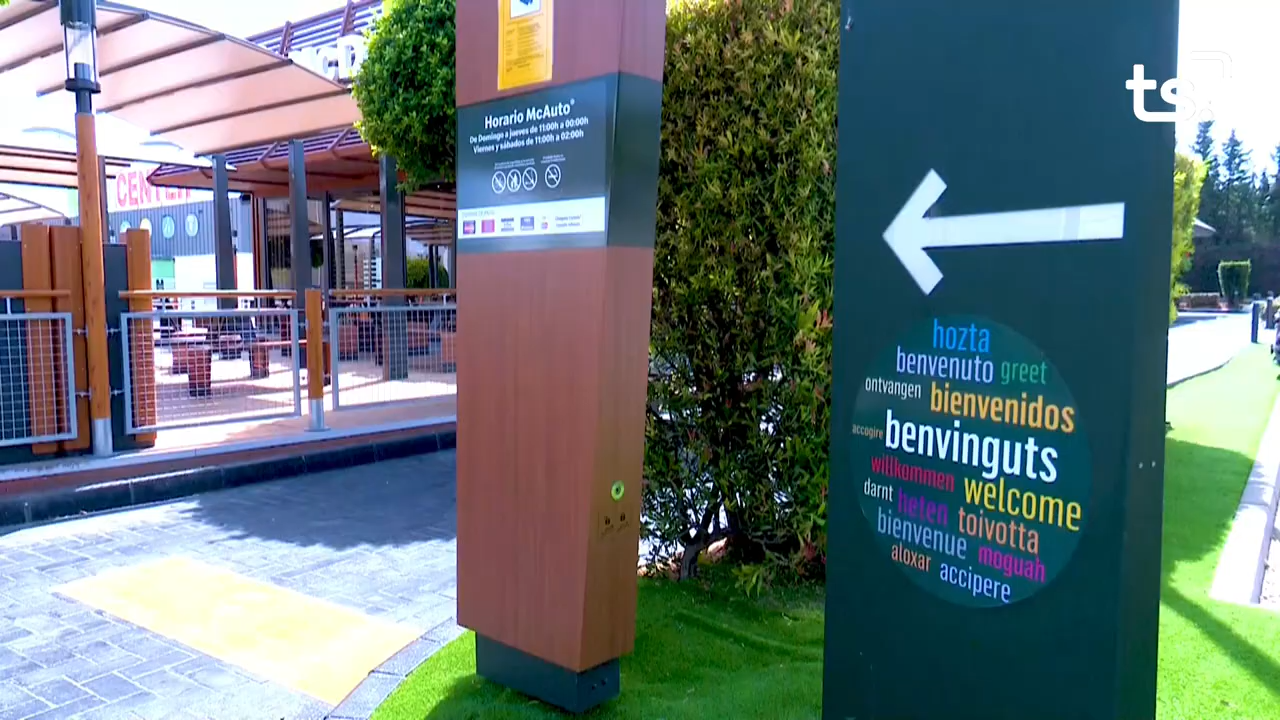 McD
CENTER
Horario McAuto®
De Domingo a jueves de 11:00h a 00:00h
Viernes y sábados de 11:00h a 02:00h
ts
hozta
benvenuto greet
ontvangen bienvenidos
accogire benvinguts
willkommen welcome
darnt heten toivotta
bienvenue moguah
aloxar accipere